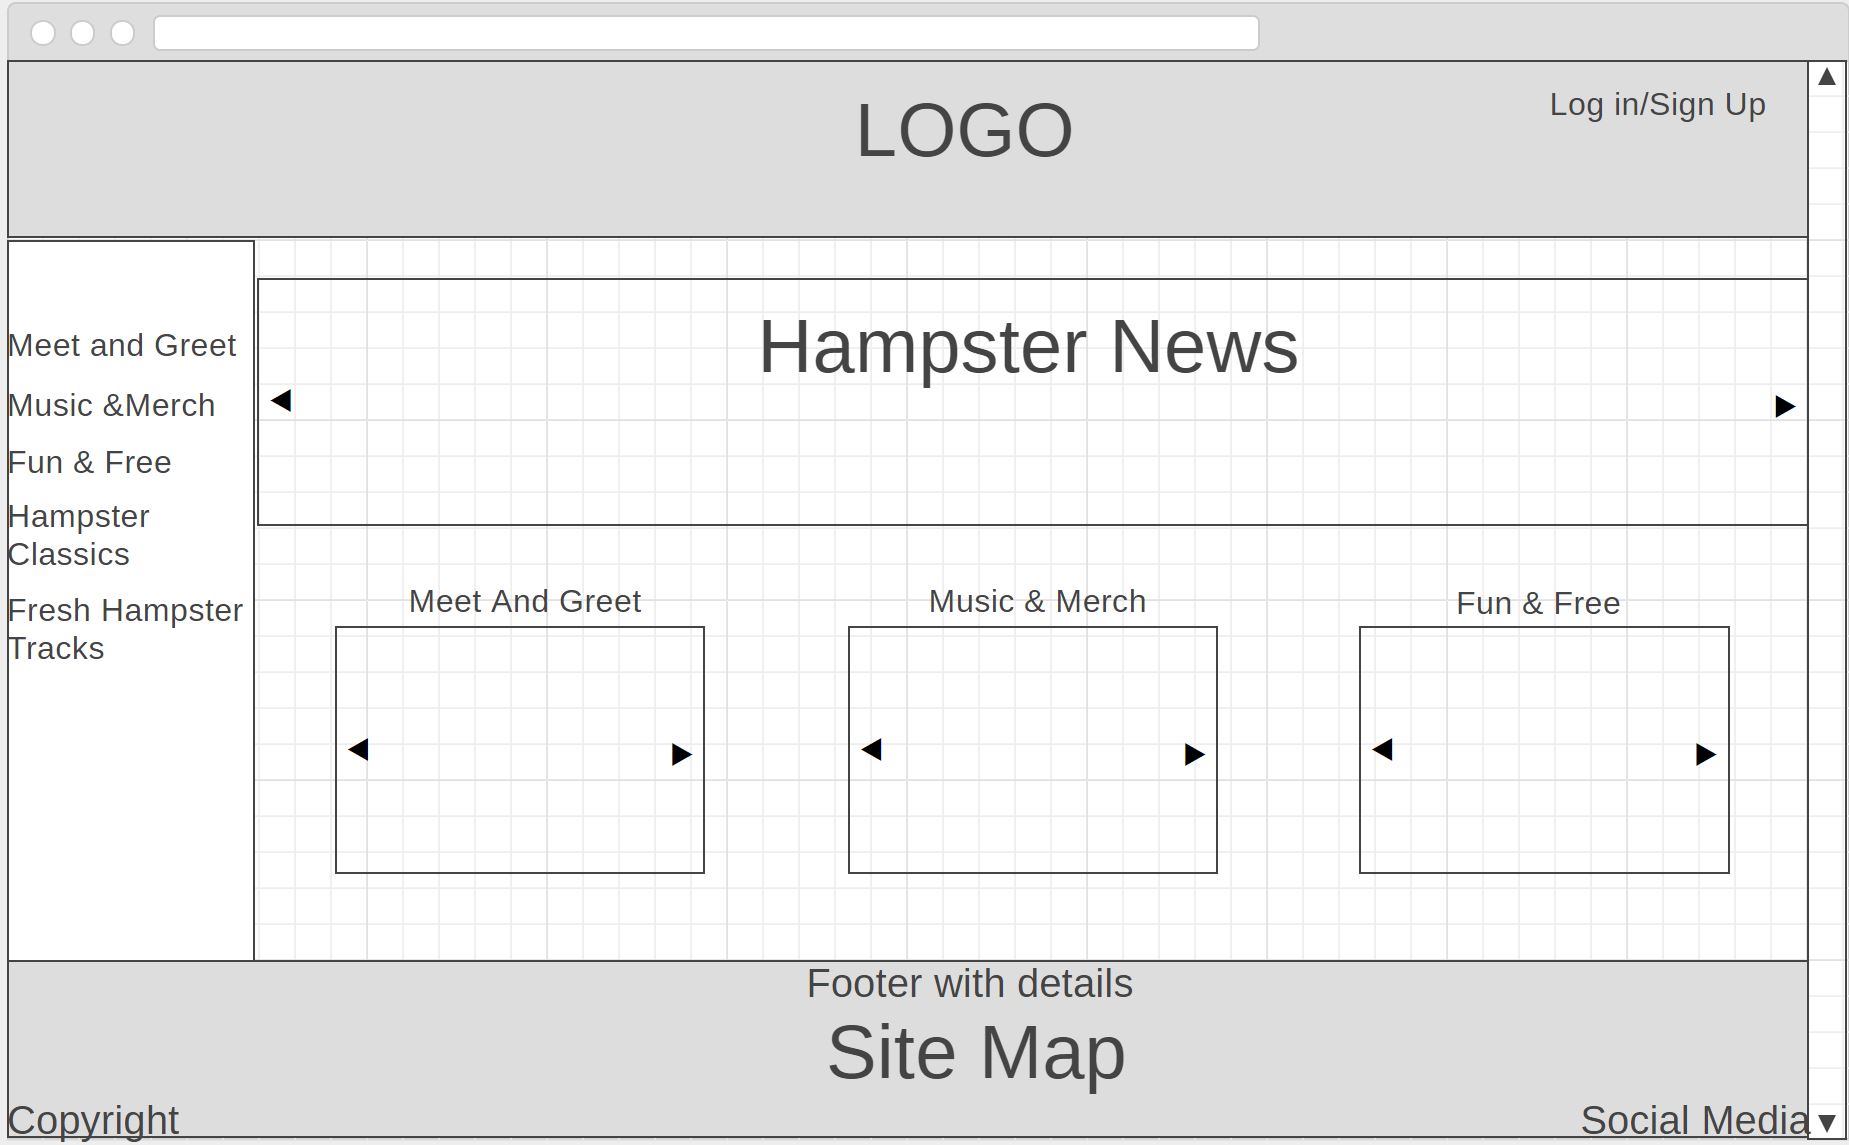 LOGO
Log in/Sign Up
Meet and Greet
Music &Merch
Fun & Free
Hampster
Classics
Fresh Hampster
Tracks
Hampster News
Meet And Greet
Music & Merch
Fun & Free
Footer with details
Site Map
Copyright
Social Media